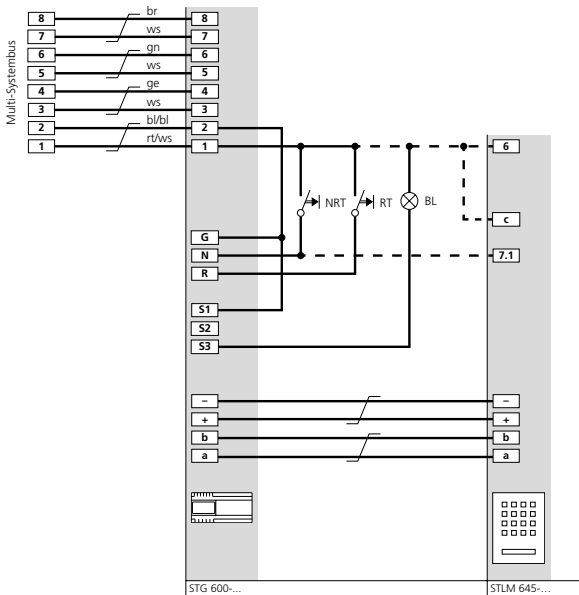 Multi-Systembus
8 br 8
7 ws 7
6 gn 6
5 ws 5
4 ge 4
3 ws 3
2 bl/bl 2
1 rt/ws 1 6
NRT RT BL
c
G
N 7.1
R
S1
S2
S3
– –
+ +
b b
a a
STG 600-... STLM 645-...